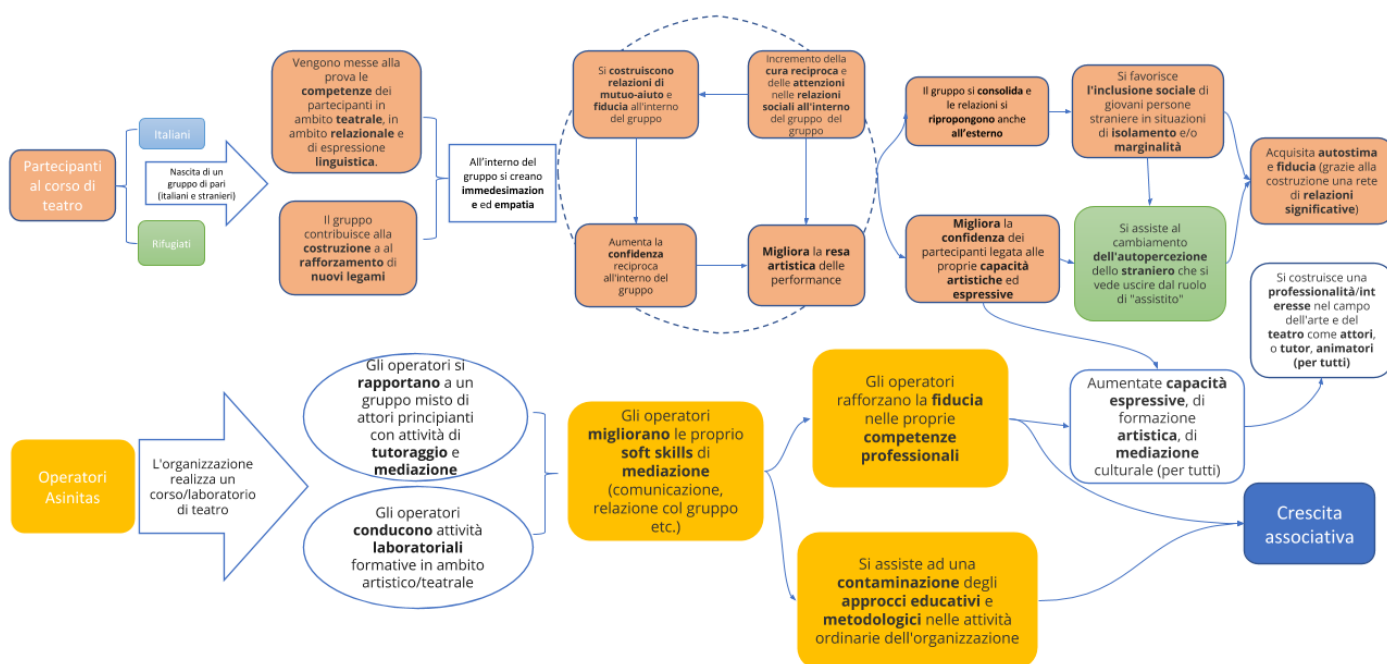 Partecipanti
al corso di
teatro
Italiani
Rifugiati
Nascita di un
gruppo di pari
(italiani e stranieri)
Vengono messe alla
prova le
competenze dei
partecipanti in
ambito teatrale, in
ambito relazionale e
di espressione
linguistica.
Il gruppo
contribuisce alla
costruzione a al
rafforzamento di
nuovi legami
All'interno del
gruppo si creano
immedesimazion
e ed empatia
Si costruiscono
relazioni di
mutuo-aiuto e
fiducia all'interno
del gruppo
Incremento della
cura reciproca e
delle attenzioni
nelle relazioni
sociali all'interno
del gruppo del
gruppo
Aumenta la
confidenza
reciproca
all'interno del
gruppo
Migliora la resa
artistica delle
performance
Il gruppo si consolida e
le relazioni si
ripropongono anche
all'esterno
Si favorisce
l'inclusione sociale di
giovani persone
straniere in situazioni
di isolamento e/o
marginalità
Migliora la
confidenza dei
partecipanti legata alle
proprie capacità
artistiche ed
espressive
Si assiste al
cambiamento
dell'autopercezione
dello straniero che si
vede uscire dal ruolo
di "assistito"
Acquisita autostima
e fiducia (grazie alla
costruzione una rete
di relazioni
significative)
Si costruisce una
professionalità/int
eresse nel campo
dell'arte e del
teatro come attori,
o tutor, animatori
(per tutti)
Operatori
Asinitas
L'organizzazione
realizza un
corso/laboratorio
di teatro
Gli operatori si
rapportano a un
gruppo misto di
attori principianti
con attività di
tutoraggio e
mediazione
Gli operatori
conducono attività
laboratoriali
formative in ambito
artistico/teatrale
Gli operatori
migliorano le proprio
soft skills di
mediazione
(comunicazione,
relazione col gruppo
etc.)
Gli operatori
rafforzano la fiducia
nelle proprie
competenze
professionali
Si assiste ad una
contaminazione degli
approcci educativi e
metodologici nelle attività
ordinarie dell'organizzazione
Aumentate capacità
espressive, di
formazione
artistica, di
mediazione
culturale (per tutti)
Crescita
associativa